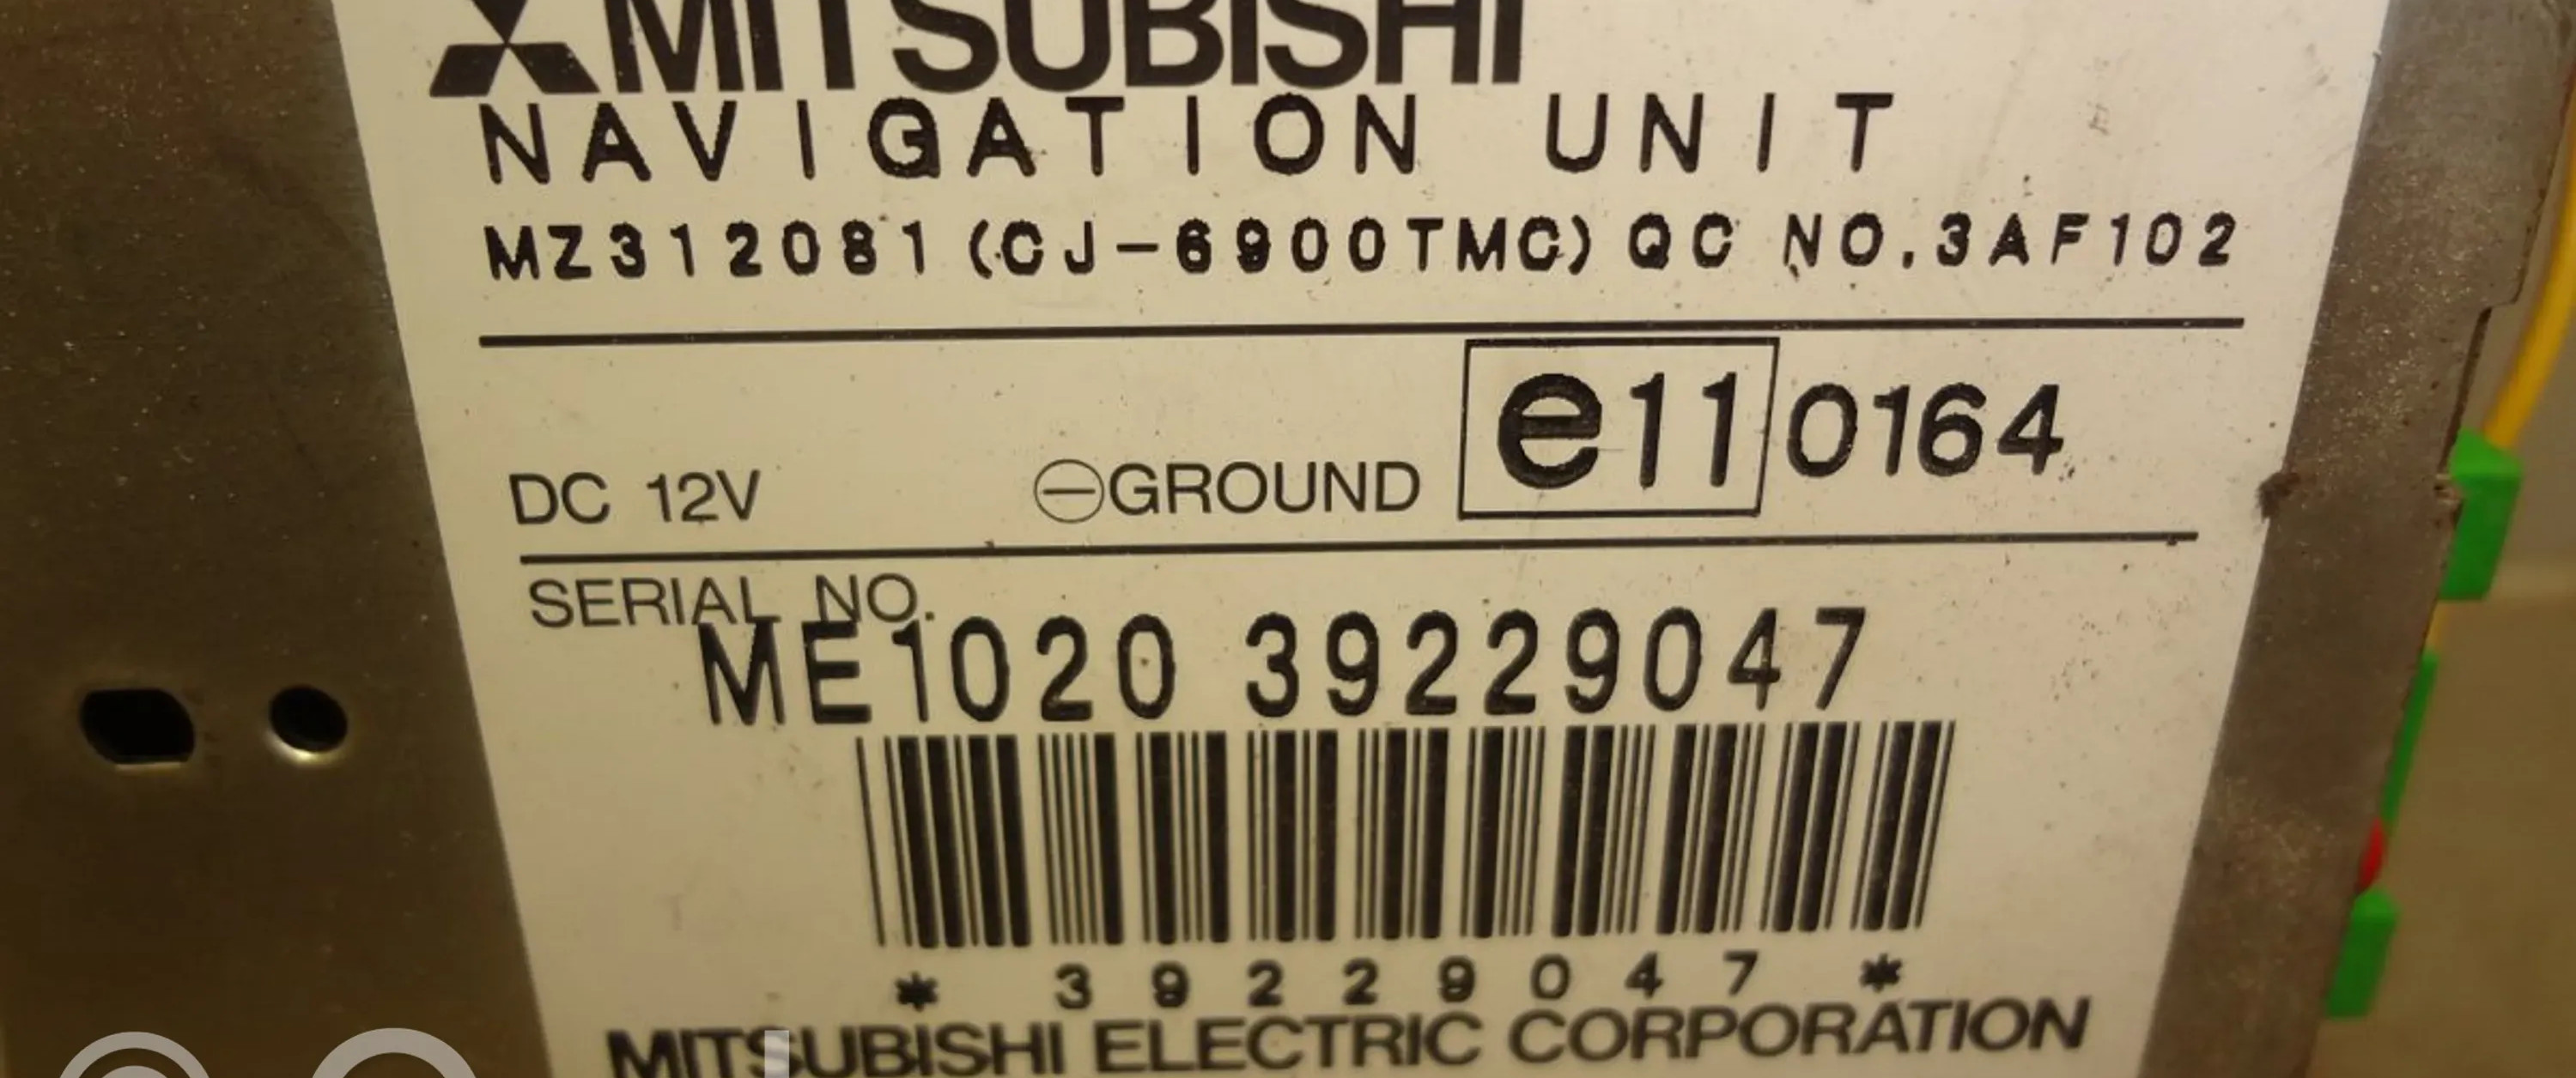 MITSUBISHI
NAVIGATION UNIT
MZ312081(CJ-6900TMC) QC NO.3AF102
DC 12V ⊖GROUND e11 0164
SERIAL NO.
ME1020 39229047
* 39229047 *
MITSUBISHI ELECTRIC CORPORATION